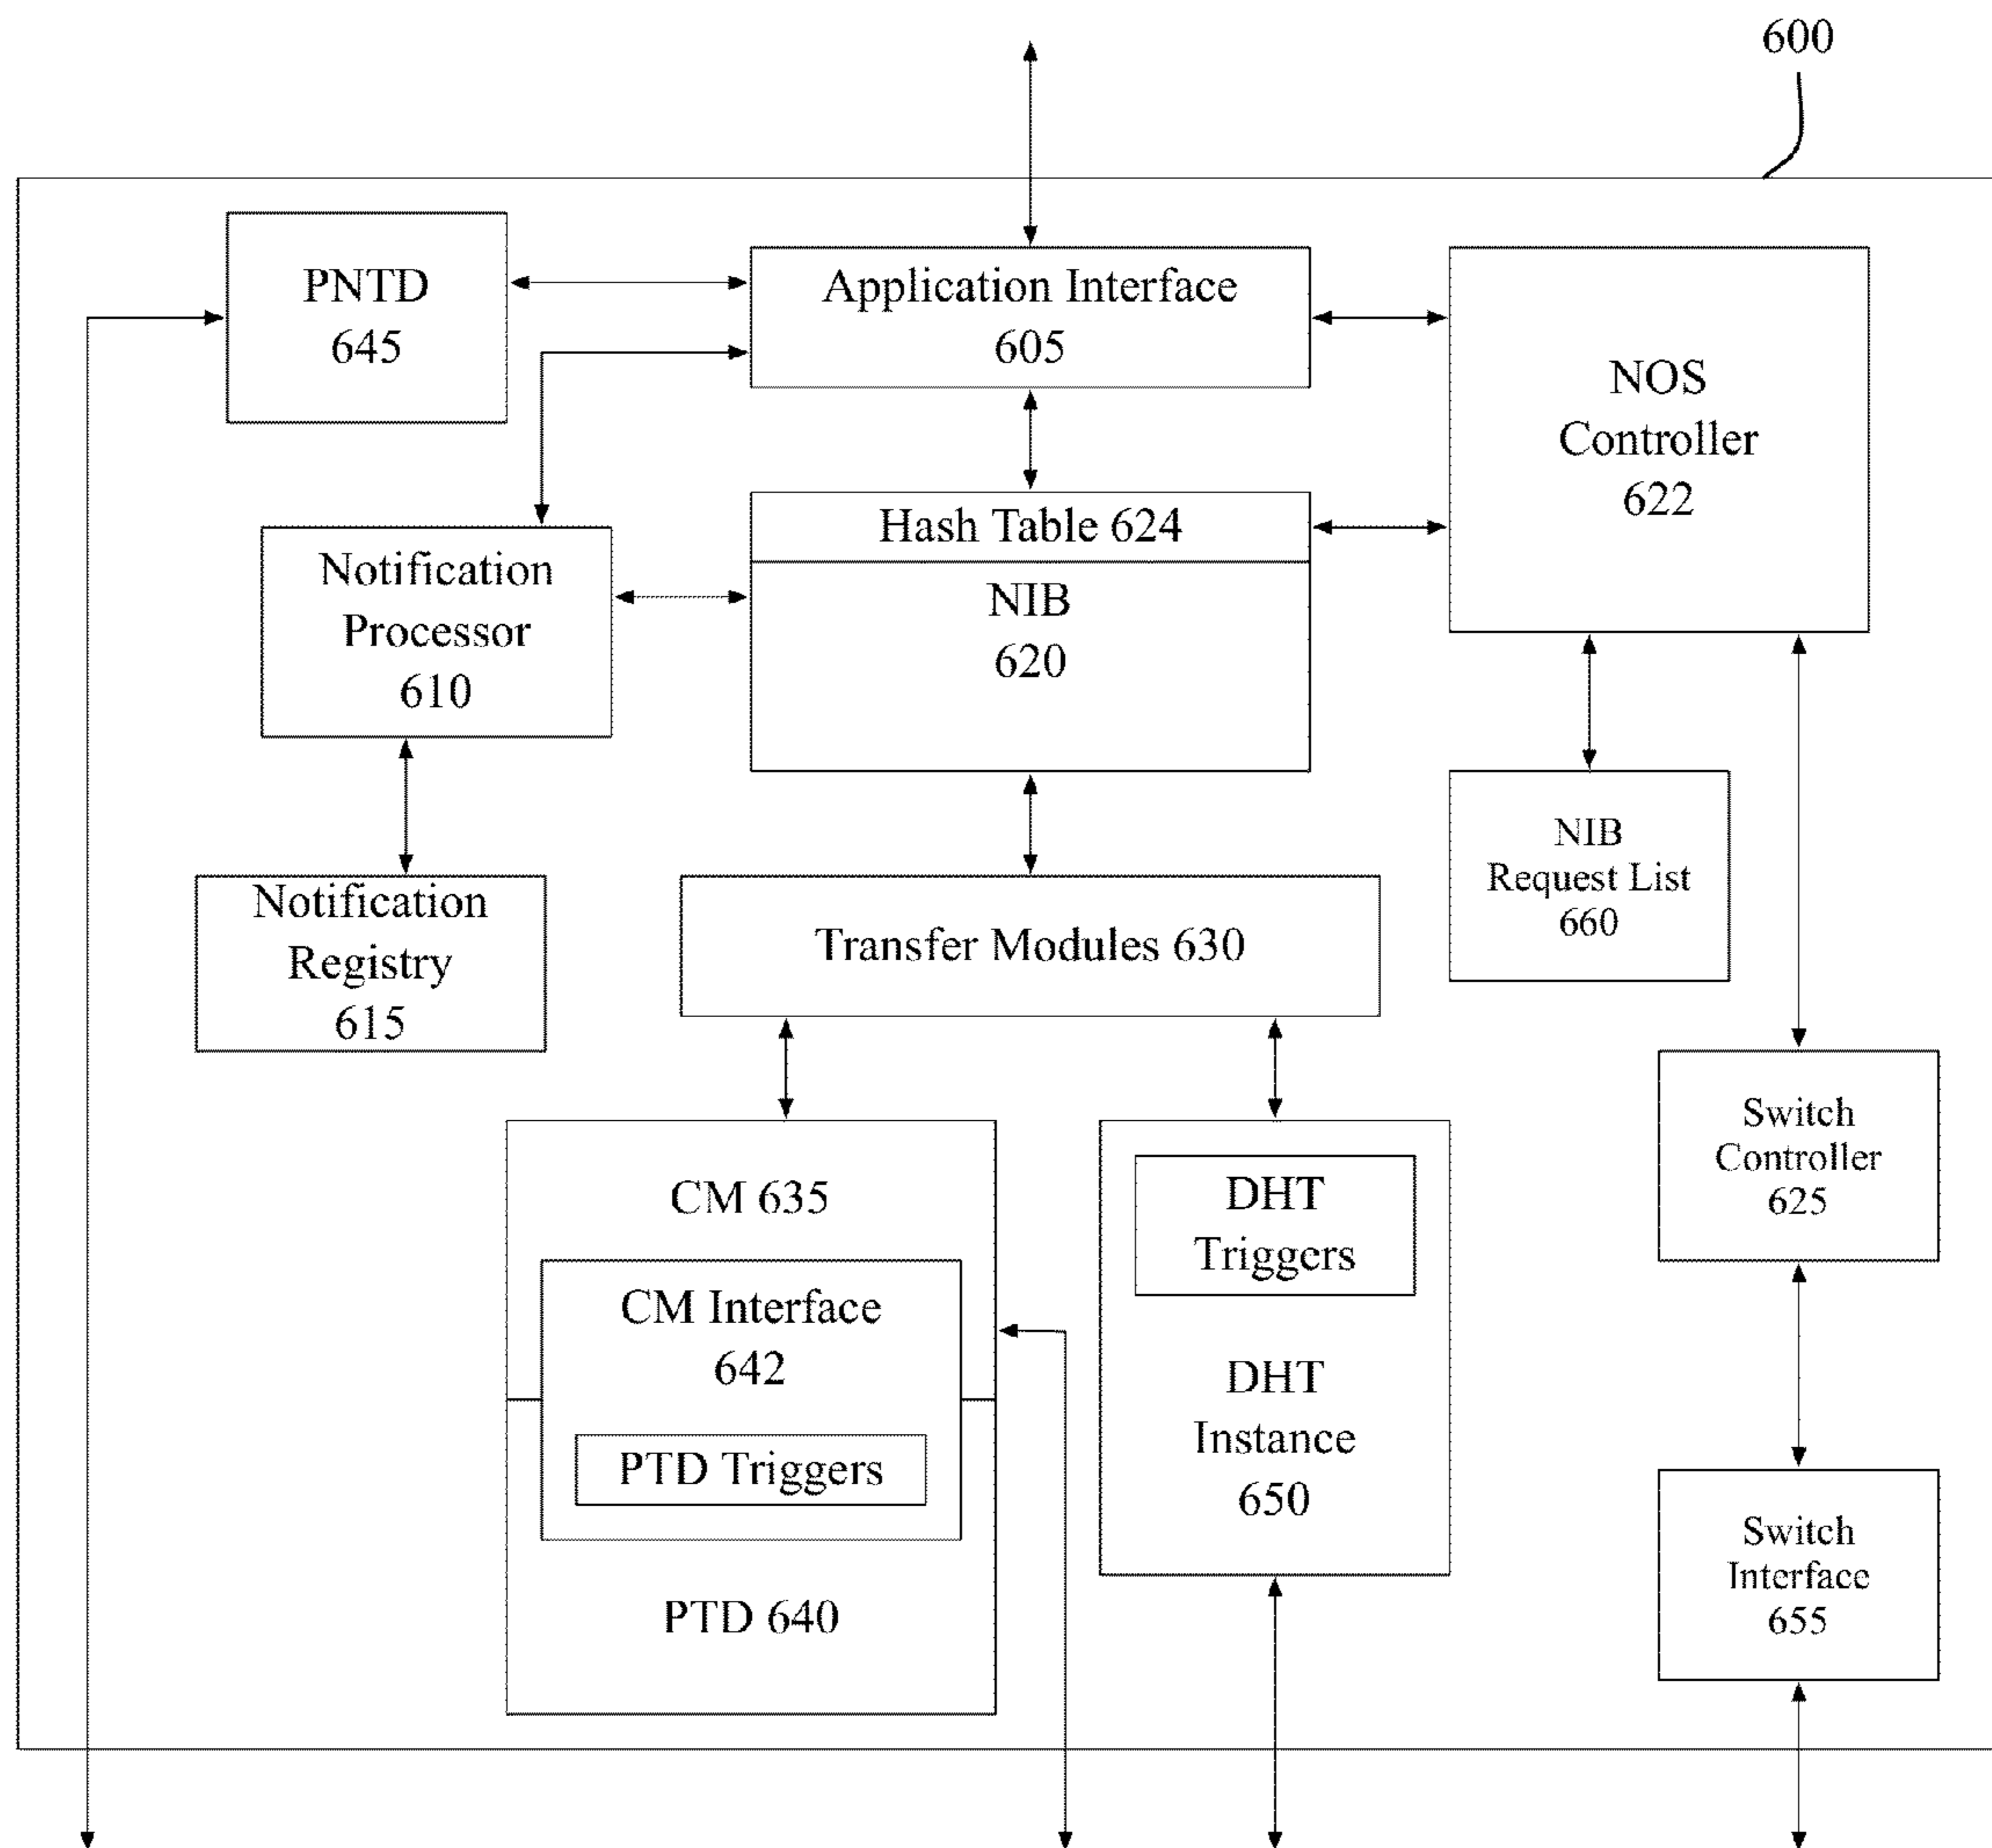 600
PNTD
645
Application Interface
605
NOS
Controller
622
Hash Table 624
NIB
620
Notification
Processor
610
NIB
Request List
660
Notification
Registry
615
Transfer Modules 630
Switch
Controller
625
CM 635
CM Interface
642
PTD Triggers
PTD 640
DHT
Triggers
DHT
Instance
650
Switch
Interface
655